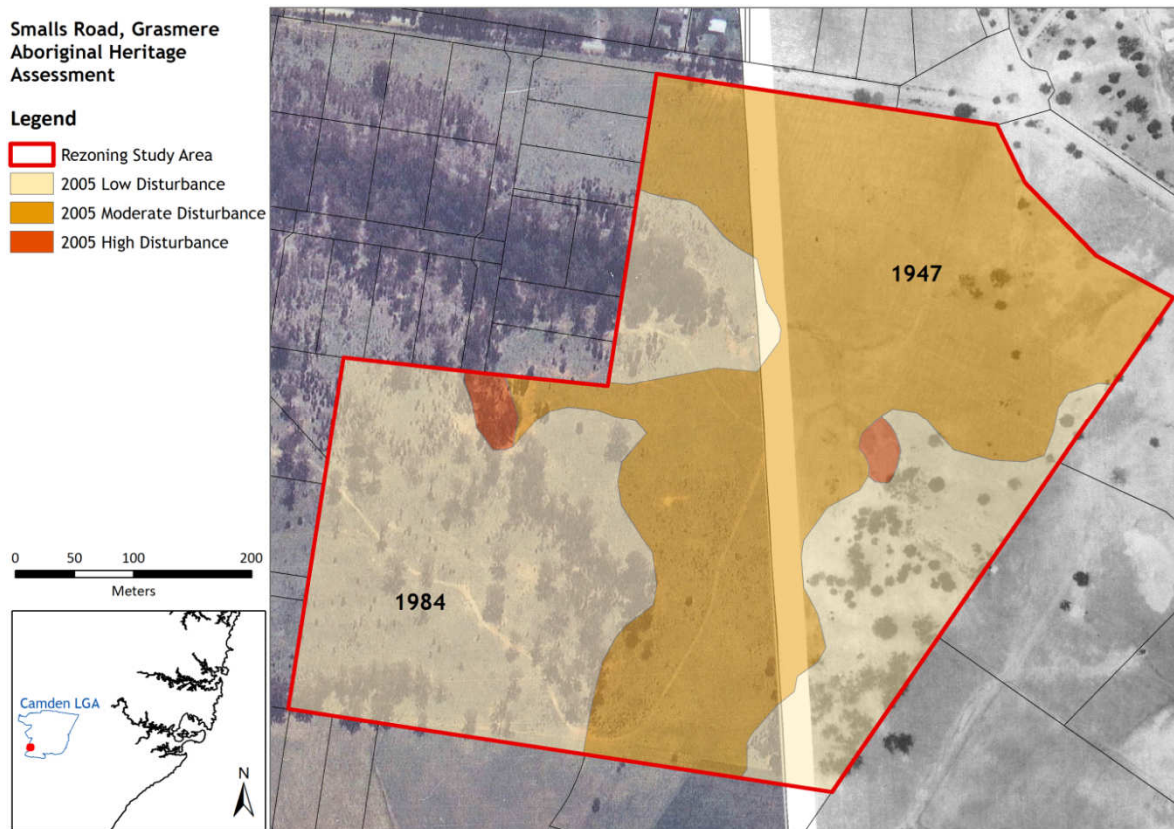 Smalls Road, Grasmere
Aboriginal Heritage
Assessment
Legend
Rezoning Study Area
2005 Low Disturbance
2005 Moderate Disturbance
2005 High Disturbance
1947
1984
0 50 100 200
Meters
Camden LGA
N